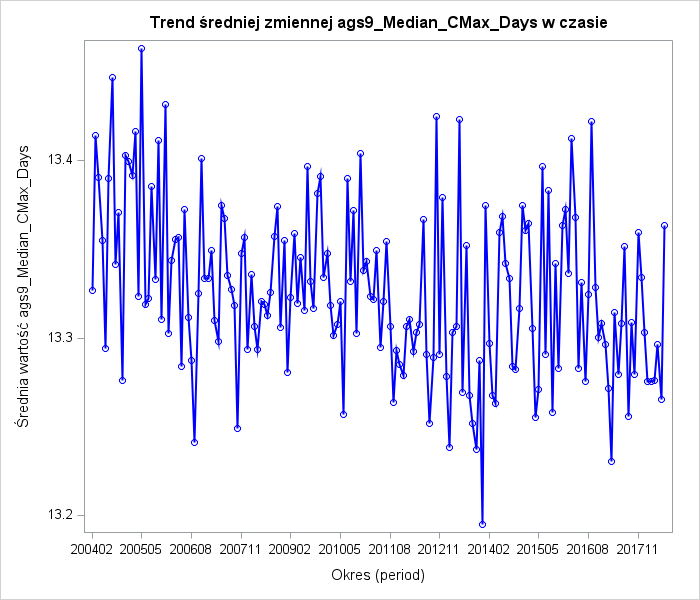 Trend średniej zmiennej ags9_Median_CMax_Days w czasie
Średnia wartość ags9_Median_CMax_Days
13.4
13.3
13.2
200402 200505 200608 200711 200902 201005 201108 201211 201402 201505 201608 201711
Okres (period)